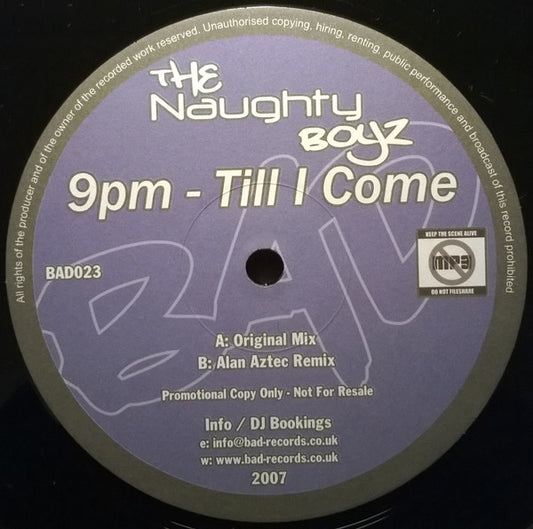 All rights of the producer and of the owner of the recorded work reserved. Unauthorised copying, hiring, renting, public performance and broadcast of this record prohibited
THE
Naughty
BOYZ
9pm - Till I Come
BAD
BAD023
KEEP THE SCENE ALIVE
MP3
DO NOT FILESHARE
A: Original Mix
B: Alan Aztec Remix
Promotional Copy Only - Not For Resale
Info / DJ Bookings
e: info@bad-records.co.uk
w: www.bad-records.co.uk
2007